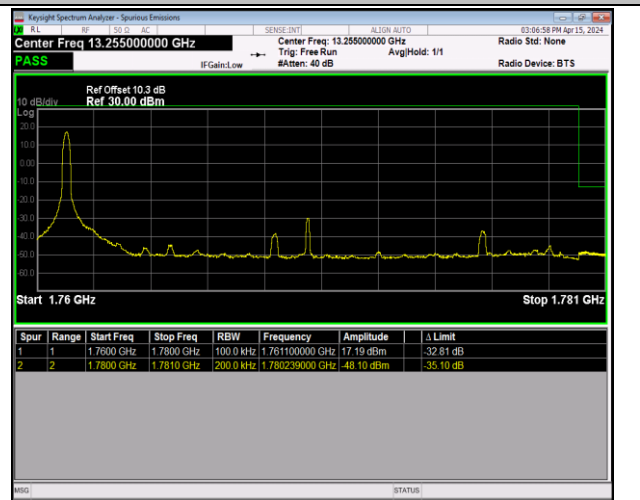 Keysight Spectrum Analyzer - Spurious Emissions
RL RF 50 Ω AC SENSE:INT ALIGN AUTO 03:06:58 PM Apr 15, 2024
Center Freq 13.255000000 GHz Center Freq: 13.255000000 GHz Radio Std: None
Trig: Free Run Avg|Hold: 1/1
PASS IFGain:Low #Atten: 40 dB Radio Device: BTS
Ref Offset 10.3 dB
10 dB/div Ref 30.00 dBm
Log
20.0
10.0
0.00
-10.0
-20.0
-30.0
-40.0
-50.0
-60.0
Start 1.76 GHz Stop 1.781 GHz
Spur Range Start Freq Stop Freq RBW Frequency Amplitude Δ Limit
1 1 1.7600 GHz 1.7800 GHz 100.0 kHz 1.761100000 GHz 17.19 dBm -32.81 dB
2 2 1.7800 GHz 1.7810 GHz 200.0 kHz 1.780239000 GHz -48.10 dBm -35.10 dB
MSG STATUS